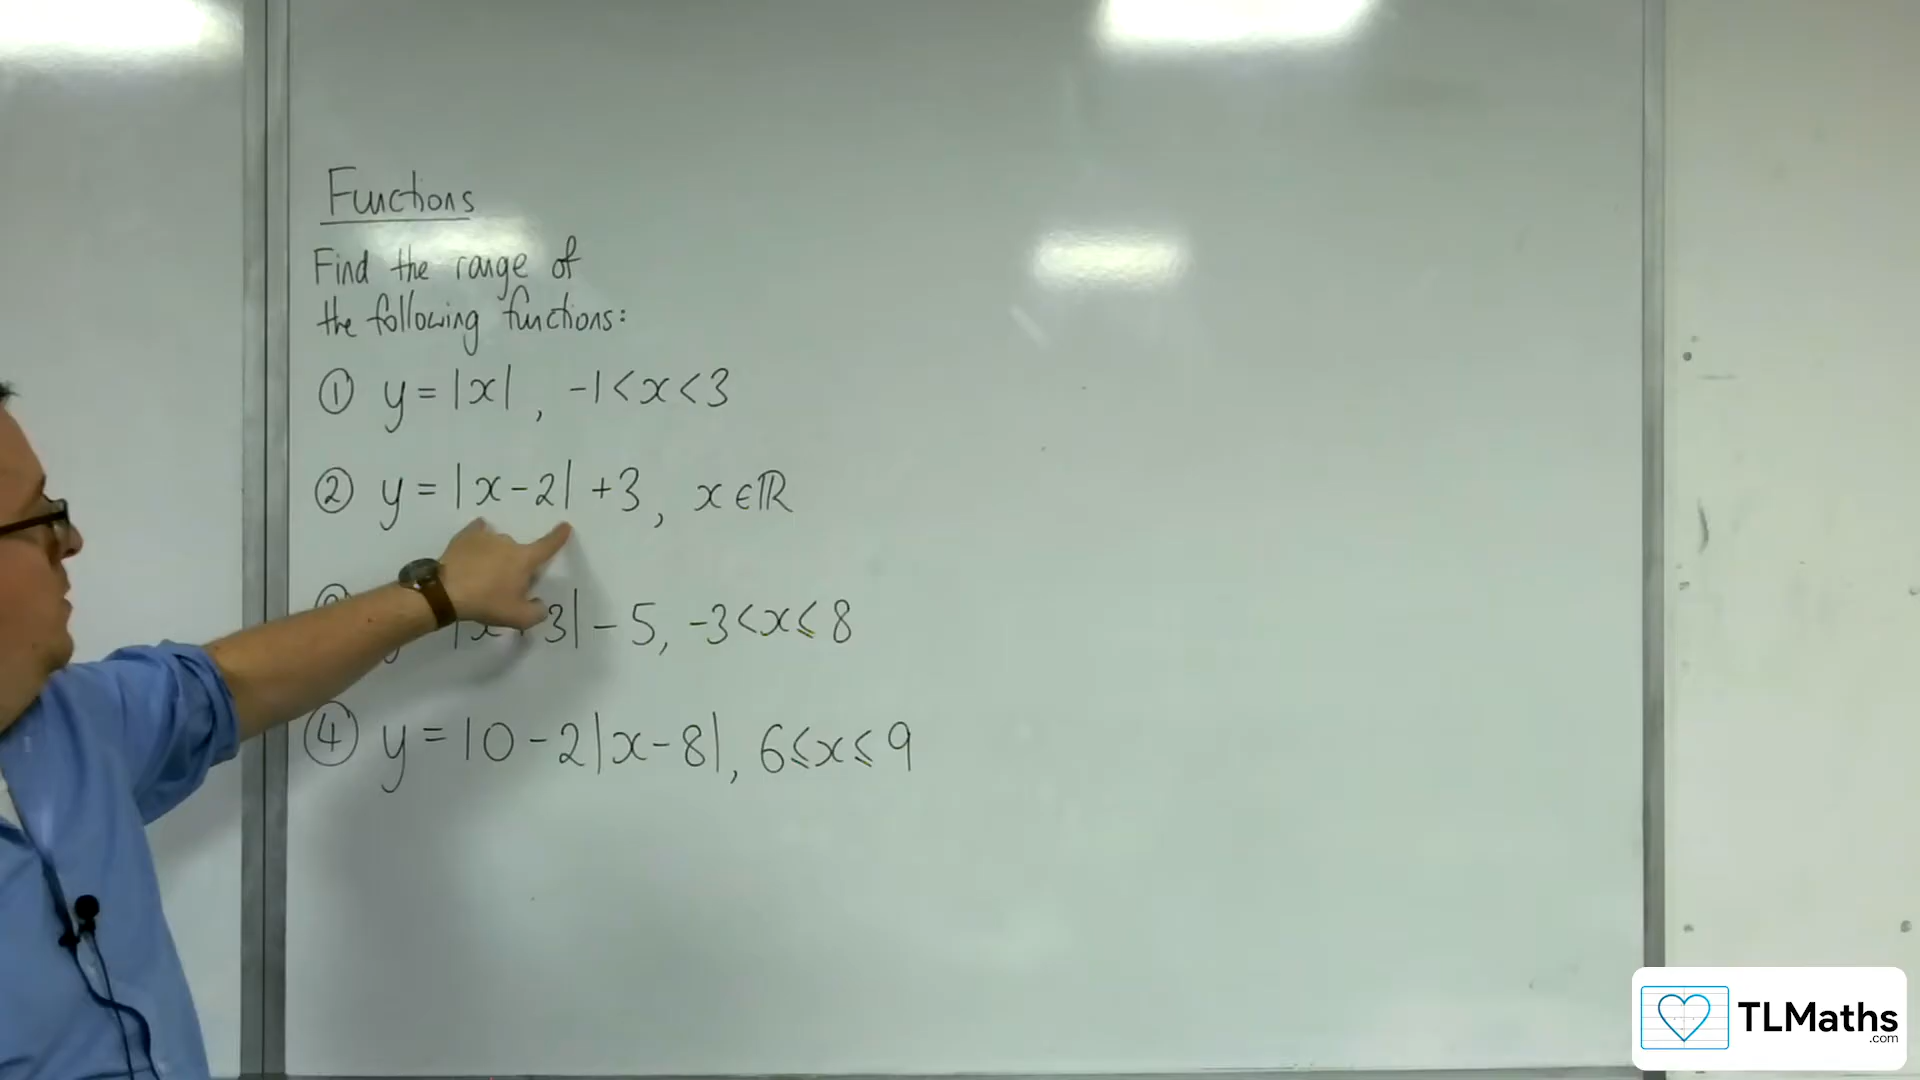 Functions
Find the range of
the following functions:
① y = |x| , -1 < x < 3
② y = |x - 2| + 3 , x ∈ ℝ
3| - 5, -3 < x ≤ 8
④ y = 10 - 2|x - 8| , 6 ≤ x ≤ 9
TLMaths
.com